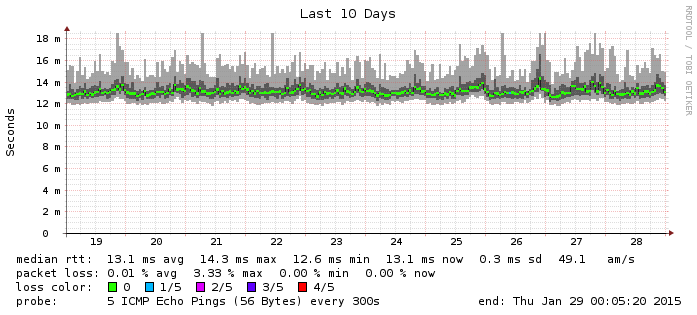 Last 10 Days
RRDTOOL / TOBI OETIKER
Seconds
18 m
16 m
14 m
12 m
10 m
8 m
6 m
4 m
2 m
0
19 20 21 22 23 24 25 26 27 28
median rtt: 13.1 ms avg 14.3 ms max 12.6 ms min 13.1 ms now 0.3 ms sd 49.1 am/s
packet loss: 0.01 % avg 3.33 % max 0.00 % min 0.00 % now
loss color: 0 1/5 2/5 3/5 4/5
probe: 5 ICMP Echo Pings (56 Bytes) every 300s end: Thu Jan 29 00:05:20 2015